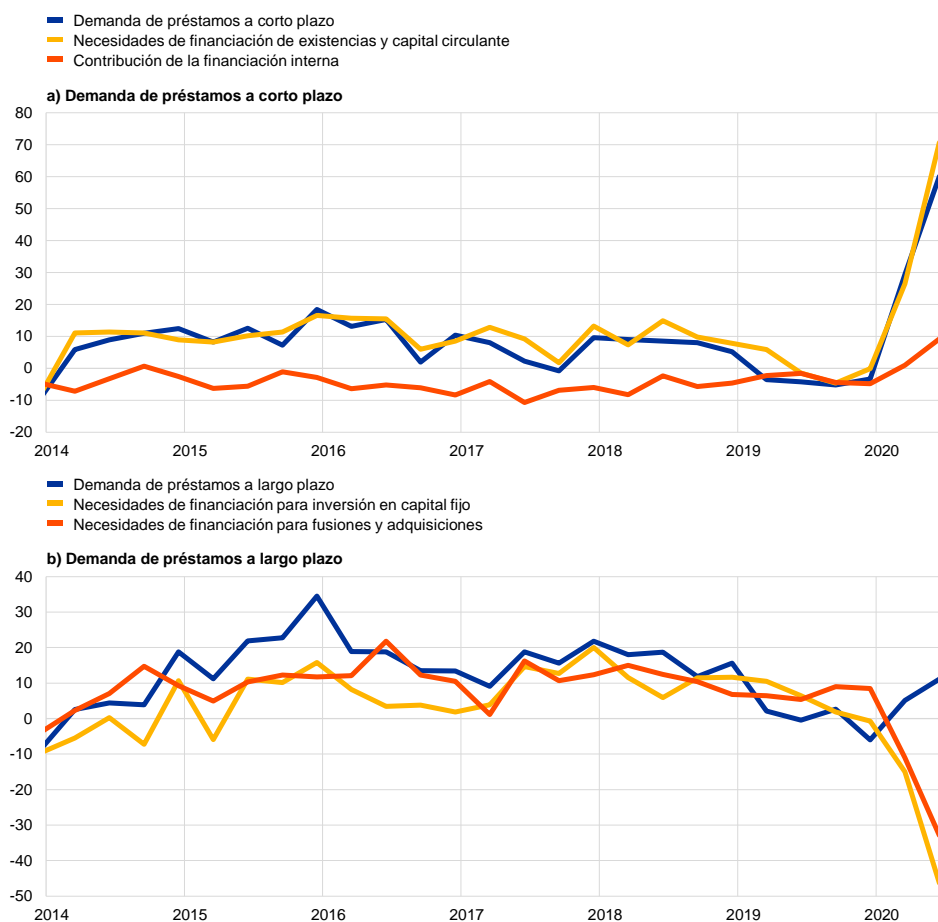 Demanda de préstamos a corto plazo
Necesidades de financiación de existencias y capital circulante
Contribución de la financiación interna
a) Demanda de préstamos a corto plazo
80
70
60
50
40
30
20
10
0
-10
-20
2014 2015 2016 2017 2018 2019 2020
Demanda de préstamos a largo plazo
Necesidades de financiación para inversión en capital fijo
Necesidades de financiación para fusiones y adquisiciones
b) Demanda de préstamos a largo plazo
40
30
20
10
0
-10
-20
-30
-40
-50
2014 2015 2016 2017 2018 2019 2020